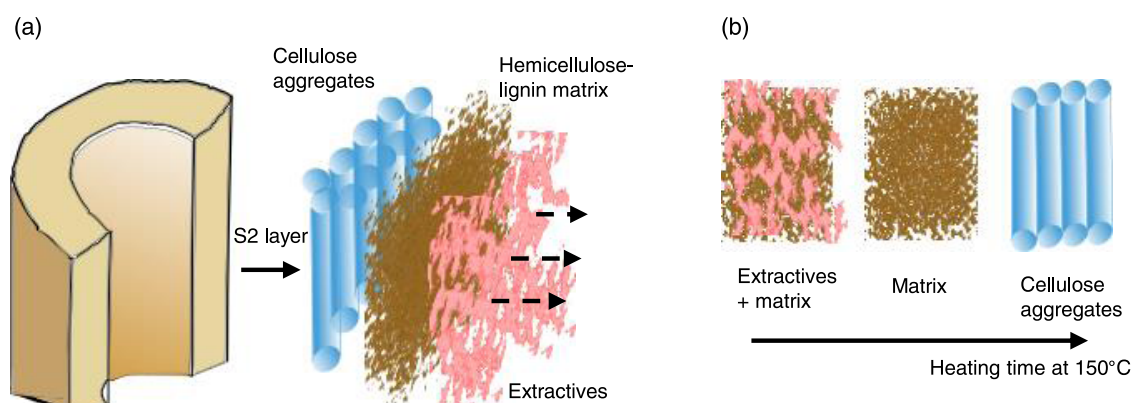 (a)
Cellulose
aggregates
Hemicellulose-
lignin matrix
S2 layer
Extractives
(b)
Extractives
+ matrix
Matrix
Cellulose
aggregates
Heating time at 150°C